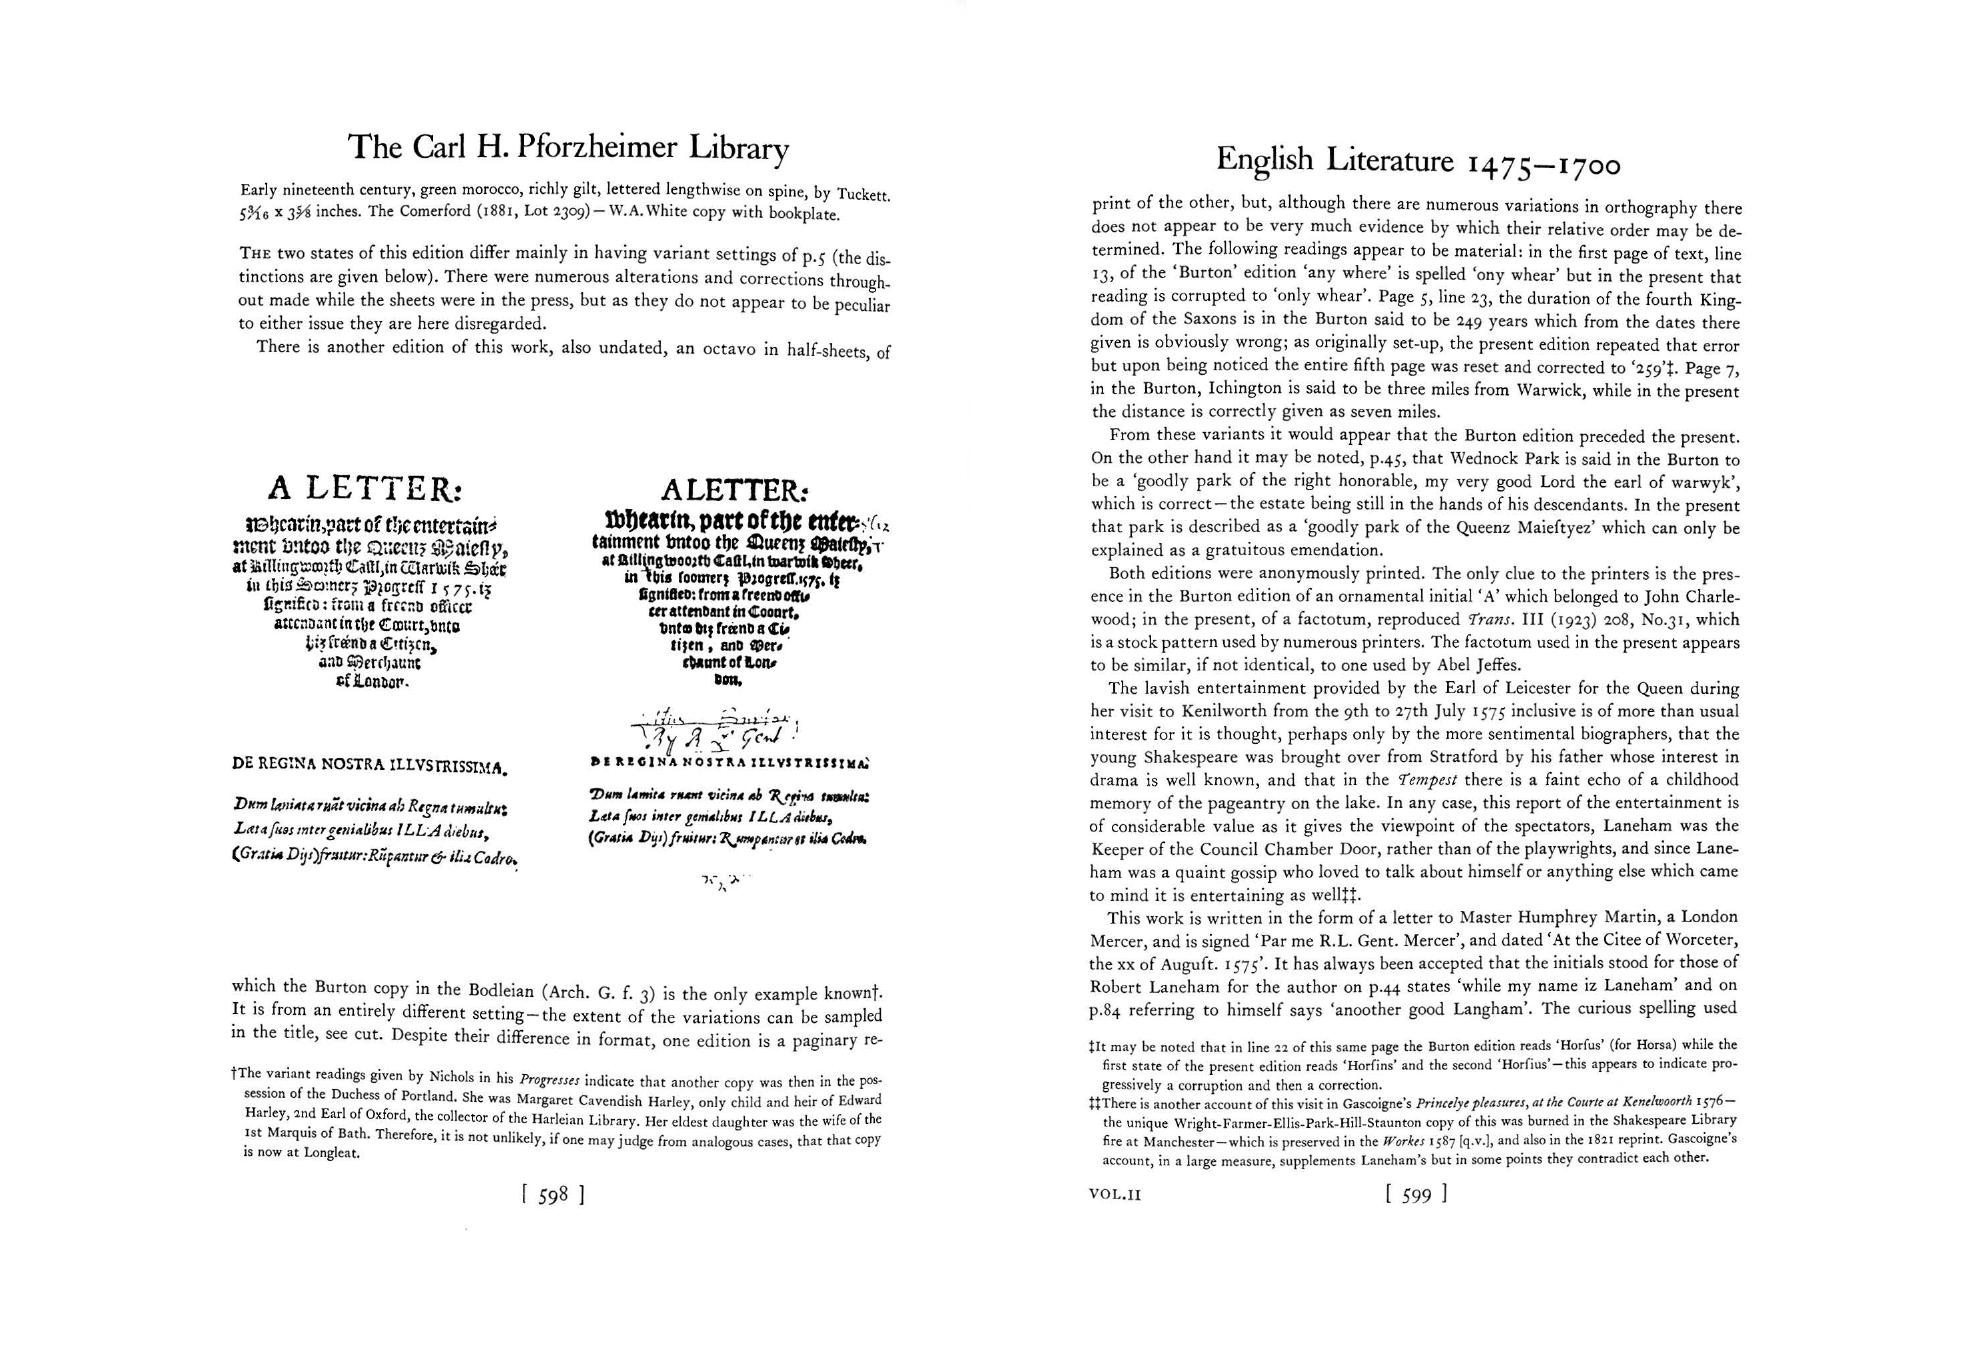 The Carl H. Pforzheimer Library
Early nineteenth century, green morocco, richly gilt, lettered lengthwise on spine, by Tuckett.
5 3/16 x 3 5/8 inches. The Comerford (1881, Lot 2309)—W.A.White copy with bookplate.
THE two states of this edition differ mainly in having variant settings of p.5 (the dis-
tinctions are given below). There were numerous alterations and corrections through-
out made while the sheets were in the press, but as they do not appear to be peculiar
to either issue they are here disregarded.
There is another edition of this work, also undated, an octavo in half-sheets, of
A LETTER:
Whearin, part of the entertain-
ment vntoo the Queenz Maiesty,
at Killingwoorth Castl, in Warwik Sheer
in this Somerz Progress 1575. iz
signified: from a freend officer
attendant in the Coourt, vnto
hiz freend a Citizen,
and Merchaunt
of London.
DE REGINA NOSTRA ILLVSTRISSIMA.
Dum laniata ruāt vicina ab Regna tumultu:
Læta suos inter genialibus ILLA diebus,
(Gratia Dijs) fruitur: Rūpantur & ilia Codro.
A LETTER:
Whearin, part of the enter-
tainment vntoo the Queenz Maiesty,
at Killingwoorth Castl, in warwik Sheer,
in this soomerz Progress. 1575. iz
signified: from a freend offi-
cer attendant in Coourt,
vntoo hiz freend a Ci-
tizen, and Mer-
chaunt of Lon-
don.
By R L Gent
DE REGINA NOSTRA ILLVSTRISSIMA.
Dum lamita ruunt vicina ab Regina tumultu:
Læta suos inter genialibus ILLA diebus,
(Gratia Dijs) fruitur: Rumpantur et ilia Codro.
which the Burton copy in the Bodleian (Arch. G. f. 3) is the only example known†.
It is from an entirely different setting—the extent of the variations can be sampled
in the title, see cut. Despite their difference in format, one edition is a paginary re-
†The variant readings given by Nichols in his Progresses indicate that another copy was then in the pos-
session of the Duchess of Portland. She was Margaret Cavendish Harley, only child and heir of Edward
Harley, 2nd Earl of Oxford, the collector of the Harleian Library. Her eldest daughter was the wife of the
1st Marquis of Bath. Therefore, it is not unlikely, if one may judge from analogous cases, that that copy
is now at Longleat.
[ 598 ]
English Literature 1475—1700
print of the other, but, although there are numerous variations in orthography there
does not appear to be very much evidence by which their relative order may be de-
termined. The following readings appear to be material: in the first page of text, line
13, of the ‘Burton’ edition ‘any where’ is spelled ‘ony whear’ but in the present that
reading is corrupted to ‘only whear’. Page 5, line 23, the duration of the fourth King-
dom of the Saxons is in the Burton said to be 249 years which from the dates there
given is obviously wrong; as originally set-up, the present edition repeated that error
but upon being noticed the entire fifth page was reset and corrected to ‘259’‡. Page 7,
in the Burton, Ichington is said to be three miles from Warwick, while in the present
the distance is correctly given as seven miles.
From these variants it would appear that the Burton edition preceded the present.
On the other hand it may be noted, p.45, that Wednock Park is said in the Burton to
be a ‘goodly park of the right honorable, my very good Lord the earl of warwyk’,
which is correct—the estate being still in the hands of his descendants. In the present
that park is described as a ‘goodly park of the Queenz Maieſtyez’ which can only be
explained as a gratuitous emendation.
Both editions were anonymously printed. The only clue to the printers is the pres-
ence in the Burton edition of an ornamental initial ‘A’ which belonged to John Charle-
wood; in the present, of a factotum, reproduced Trans. III (1923) 208, No.31, which
is a stock pattern used by numerous printers. The factotum used in the present appears
to be similar, if not identical, to one used by Abel Jeffes.
The lavish entertainment provided by the Earl of Leicester for the Queen during
her visit to Kenilworth from the 9th to 27th July 1575 inclusive is of more than usual
interest for it is thought, perhaps only by the more sentimental biographers, that the
young Shakespeare was brought over from Stratford by his father whose interest in
drama is well known, and that in the Tempest there is a faint echo of a childhood
memory of the pageantry on the lake. In any case, this report of the entertainment is
of considerable value as it gives the viewpoint of the spectators, Laneham was the
Keeper of the Council Chamber Door, rather than of the playwrights, and since Lane-
ham was a quaint gossip who loved to talk about himself or anything else which came
to mind it is entertaining as well‡‡.
This work is written in the form of a letter to Master Humphrey Martin, a London
Mercer, and is signed ‘Par me R.L. Gent. Mercer’, and dated ‘At the Citee of Worceter,
the xx of Auguſt. 1575’. It has always been accepted that the initials stood for those of
Robert Laneham for the author on p.44 states ‘while my name iz Laneham’ and on
p.84 referring to himself says ‘anoother good Langham’. The curious spelling used
‡It may be noted that in line 22 of this same page the Burton edition reads ‘Horſus’ (for Horsa) while the
first state of the present edition reads ‘Horſins’ and the second ‘Horſius’—this appears to indicate pro-
gressively a corruption and then a correction.
‡‡There is another account of this visit in Gascoigne's Princelye pleasures, at the Courte at Kenelwoorth 1576—
the unique Wright-Farmer-Ellis-Park-Hill-Staunton copy of this was burned in the Shakespeare Library
fire at Manchester—which is preserved in the Workes 1587 [q.v.], and also in the 1821 reprint. Gascoigne's
account, in a large measure, supplements Laneham's but in some points they contradict each other.
VOL.II
[ 599 ]